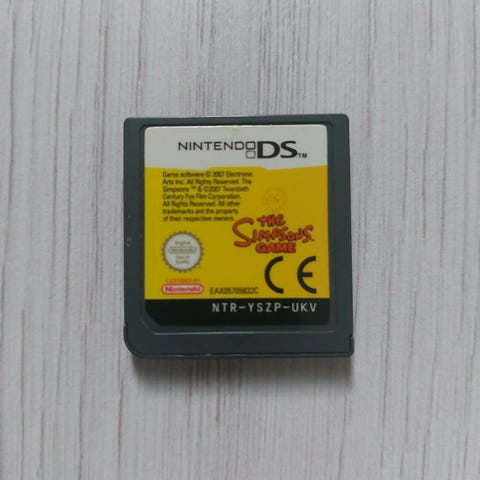 NINTENDO DS™
Game software © 2007 Electronic
Arts Inc. All Rights Reserved. The
Simpsons ™ & ©2007 Twentieth
Century Fox Film Corporation.
All Rights Reserved. All other
trademarks are the property
of their respective owners.
THE
SIMPSONS
GAME
Original
Nintendo
Seal of
Quality
LICENSED BY
Nintendo
EAX05705832C
CE
NTR-YSZP-UKV